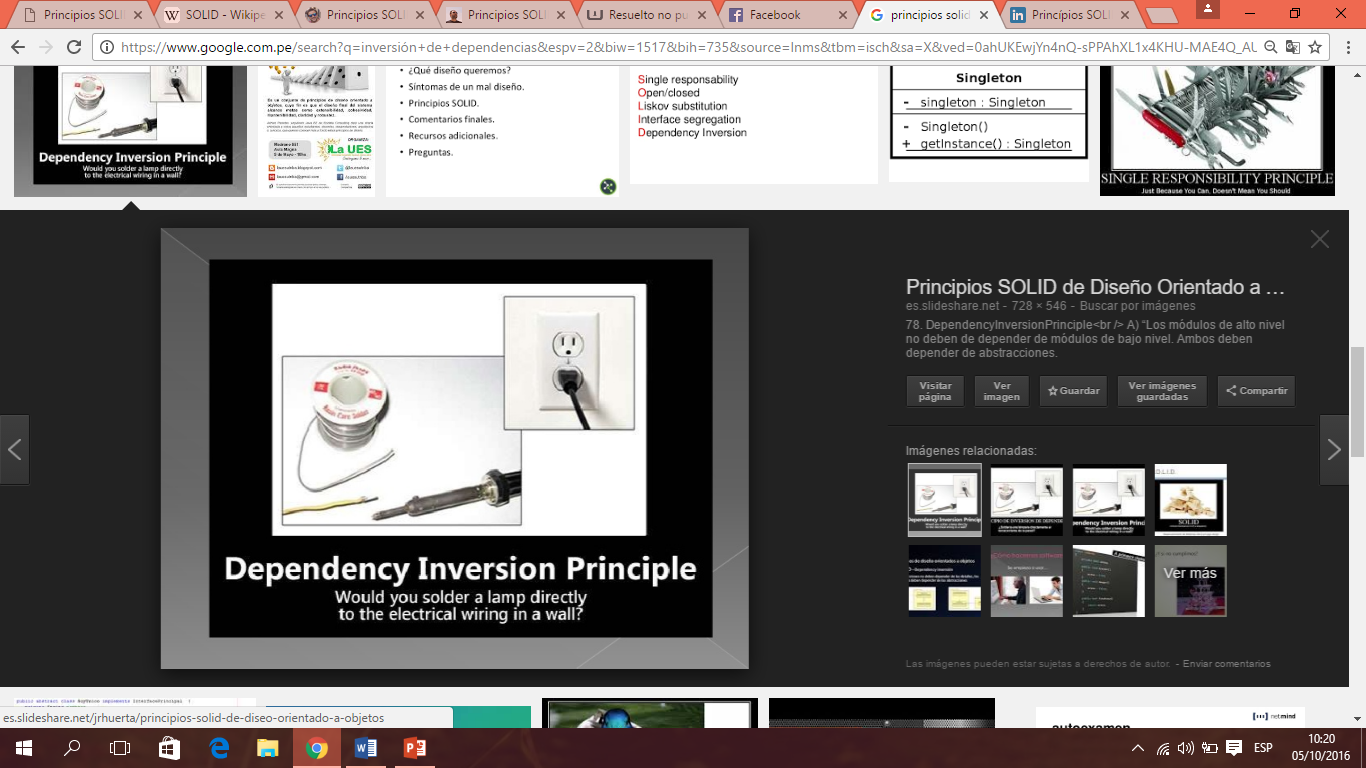 Principios SOL
SOLID - Wikipe
Principios SOLI
Principios SOLI
Resuelto no pu
Facebook
principios solid
Principios SOLI
https://www.google.com.pe/search?q=inversión+de+dependencias&espv=2&biw=1517&bih=735&source=lnms&tbm=isch&sa=X&ved=0ahUKEwjYn4nQ-sPPAhXL1x4KHU-MAE4Q_AU
Dependency Inversion Principle
Would you solder a lamp directly
to the electrical wiring in a wall?
ORGANIZA:
La UES
• ¿Qué diseño queremos?
• Síntomas de un mal diseño.
• Principios SOLID.
• Comentarios finales.
• Recursos adicionales.
• Preguntas.
Single responsability
Open/closed
Liskov substitution
Interface segregation
Dependency Inversion
Singleton
- singleton : Singleton
- Singleton()
+ getInstance() : Singleton
SINGLE RESPONSIBILITY PRINCIPLE
Just Because You Can, Doesn't Mean You Should
Dependency Inversion Principle
Would you solder a lamp directly
to the electrical wiring in a wall?
Principios SOLID de Diseño Orientado a ...
es.slideshare.net - 728 × 546 - Buscar por imágenes
78. DependencyInversionPrinciple<br /> A) "Los módulos de alto nivel
no deben de depender de módulos de bajo nivel. Ambos deben
depender de abstracciones.
Visitar página
Ver imagen
Guardar
Ver imágenes guardadas
Compartir
Imágenes relacionadas:
SOLID
Ver más
Las imágenes pueden estar sujetas a derechos de autor. - Enviar comentarios
es.slideshare.net/jrhuerta/principios-solid-de-diseo-orientado-a-objetos
netmind
autoexamen
ESP
10:20
05/10/2016